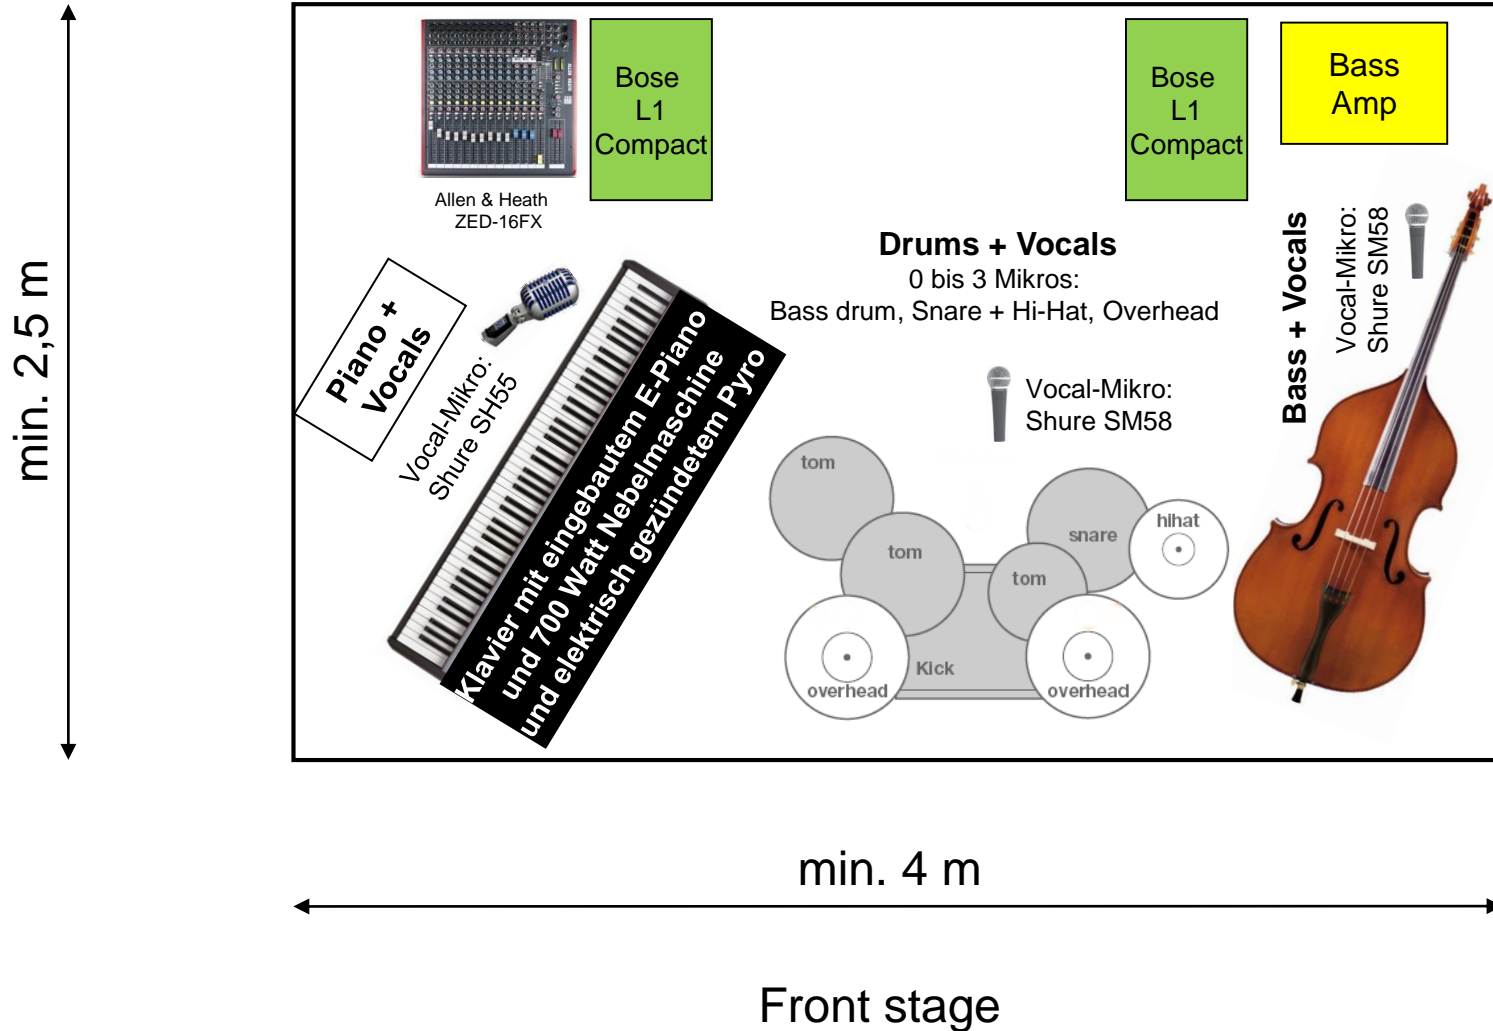 Bose
L1
Compact
Bose
L1
Compact
Bass
Amp
Allen & Heath
ZED-16FX
min. 2,5 m
Piano +
Vocals
Vocal-Mikro:
Shure SH55
Klavier mit eingebautem E-Piano
und 700 Watt Nebelmaschine
und elektrisch gezündetem Pyro
Drums + Vocals
0 bis 3 Mikros:
Bass drum, Snare + Hi-Hat, Overhead
Vocal-Mikro:
Shure SM58
Bass + Vocals
Vocal-Mikro:
Shure SM58
tom
tom
tom
snare
hihat
Kick
overhead
overhead
min. 4 m
Front stage